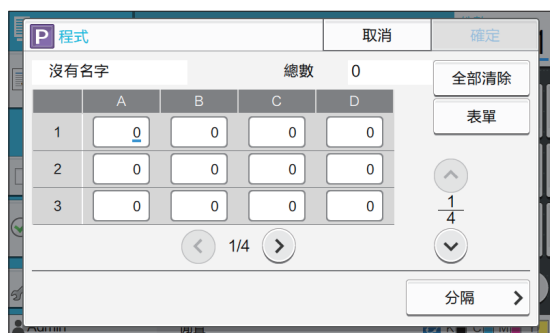 P 程式 取消 確定
沒有名字 總數 0 全部清除
表單
A B C D
1 0 0 0 0
2 0 0 0 0
3 0 0 0 0
1/4
1
4
分隔
Admin